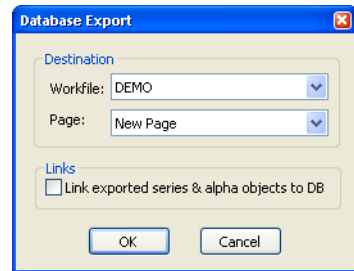 Database Export
Destination
Workfile: DEMO
Page: New Page
Links
Link exported series & alpha objects to DB
OK Cancel